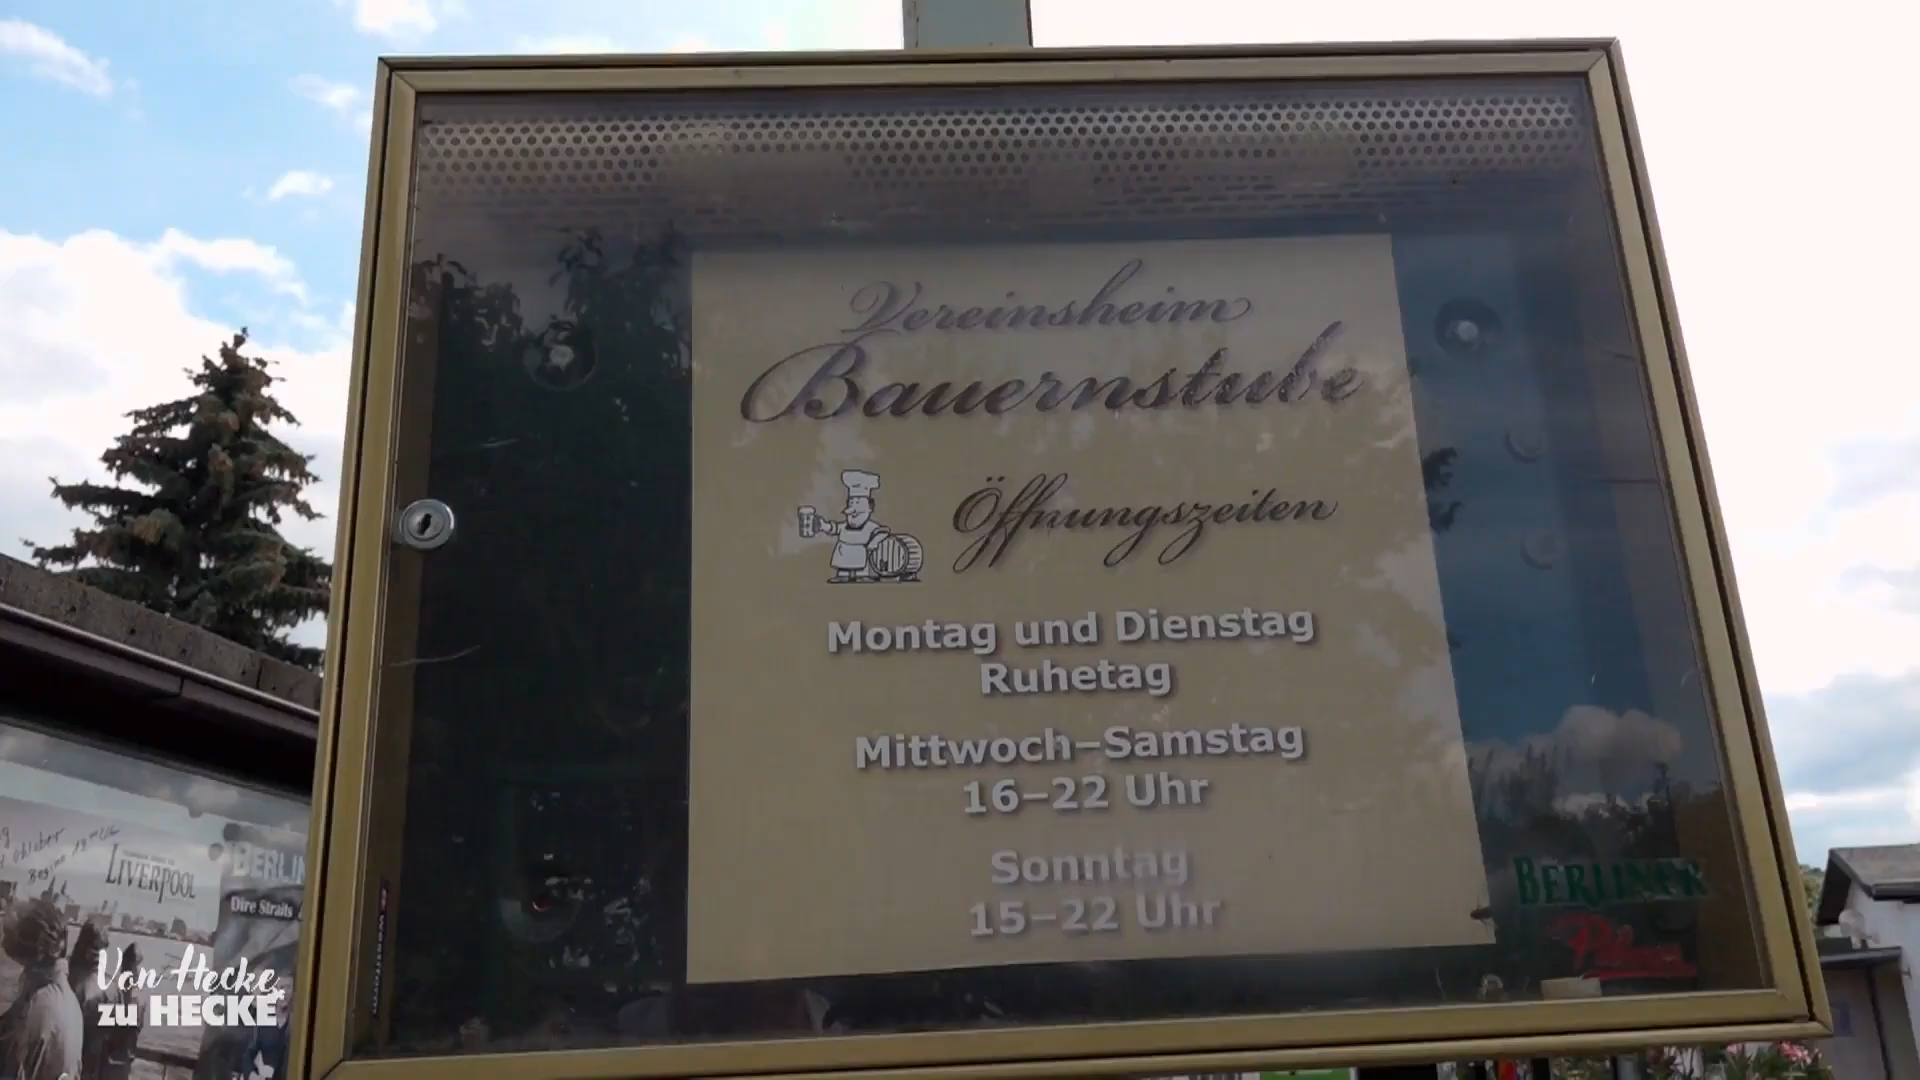 Vereinsheim
Bauernstube
Öffnungszeiten
Montag und Dienstag
Ruhetag
Mittwoch–Samstag
16–22 Uhr
Sonntag
15–22 Uhr
BERLINER
Pilsner
Oktober
LIVERPOOL
BERLIN
Dire Straits
Von Hecke
zu HECKE